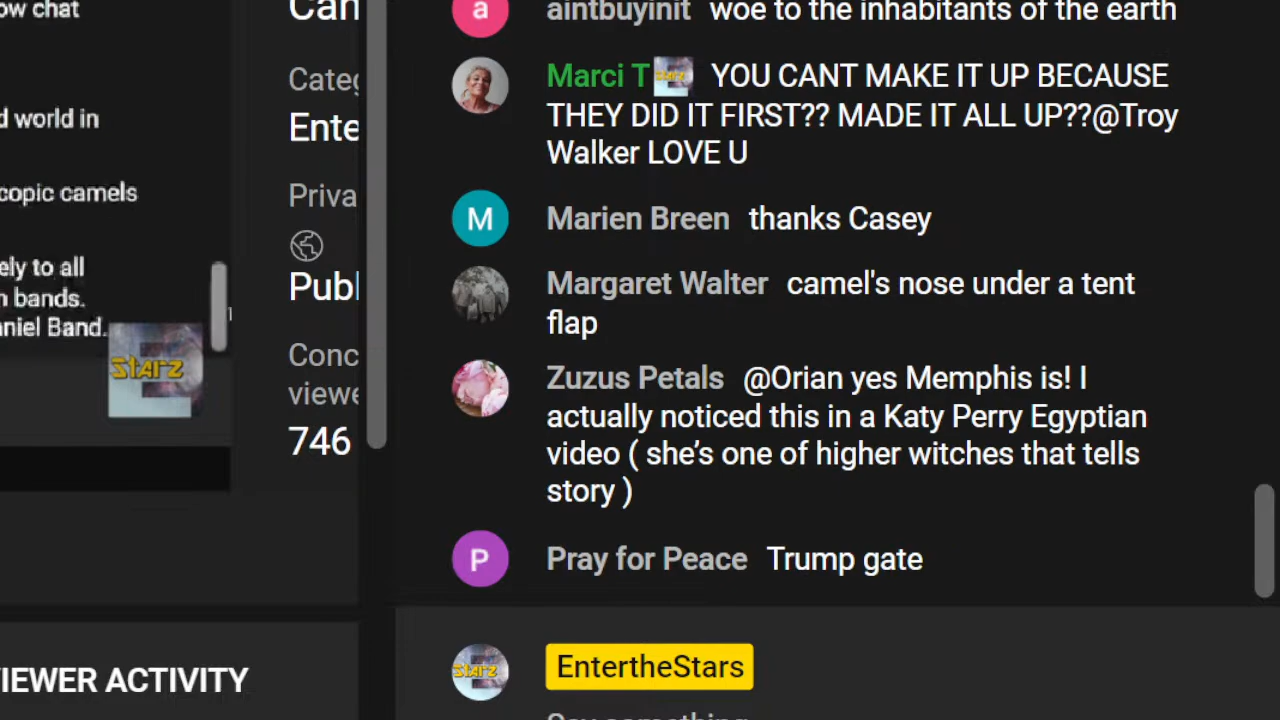 ow chat
d world in
copic camels
ely to all
n bands.
aniel Band.
Starz
IEWER ACTIVITY
Can
Categ
Ente
Priva
Publ
Conc
viewe
746
a aintbuyinit woe to the inhabitants of the earth
Marci T Starz YOU CANT MAKE IT UP BECAUSE
THEY DID IT FIRST?? MADE IT ALL UP??@Troy
Walker LOVE U
M Marien Breen thanks Casey
Margaret Walter camel's nose under a tent
flap
Zuzus Petals @Orian yes Memphis is! I
actually noticed this in a Katy Perry Egyptian
video ( she’s one of higher witches that tells
story )
P Pray for Peace Trump gate
Starz EntertheStars
Say something